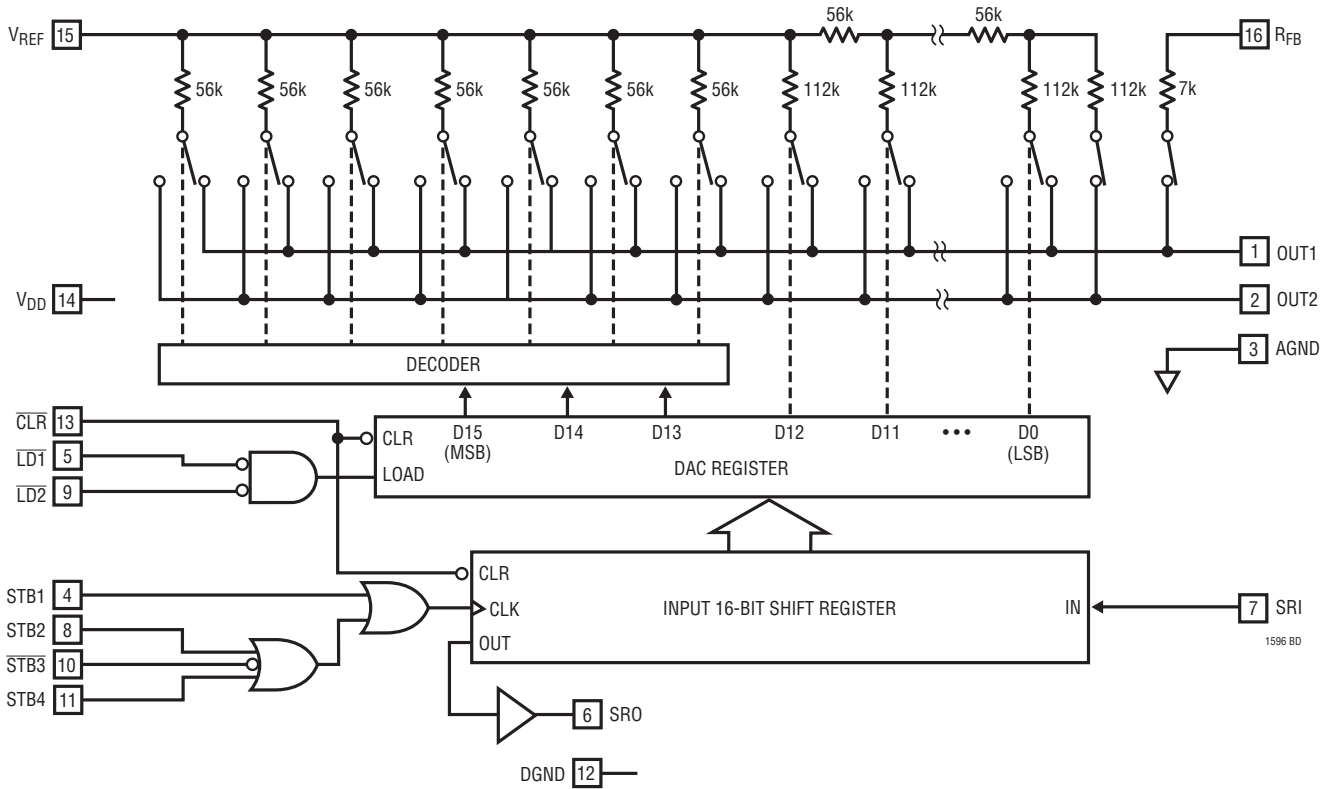 56k 56k
VREF 15 16 RFB
56k 56k 56k 56k 56k 56k 56k 112k 112k 112k 112k 7k
1 OUT1
VDD 14 2 OUT2
3 AGND
DECODER
CLR 13
CLR D15 D14 D13 D12 D11 ••• D0
(MSB) (LSB)
LD1 5
LOAD DAC REGISTER
LD2 9
CLR
STB1 4 CLK INPUT 16-BIT SHIFT REGISTER IN 7 SRI
STB2 8 OUT 1596 BD
STB3 10
STB4 11
6 SRO
DGND 12